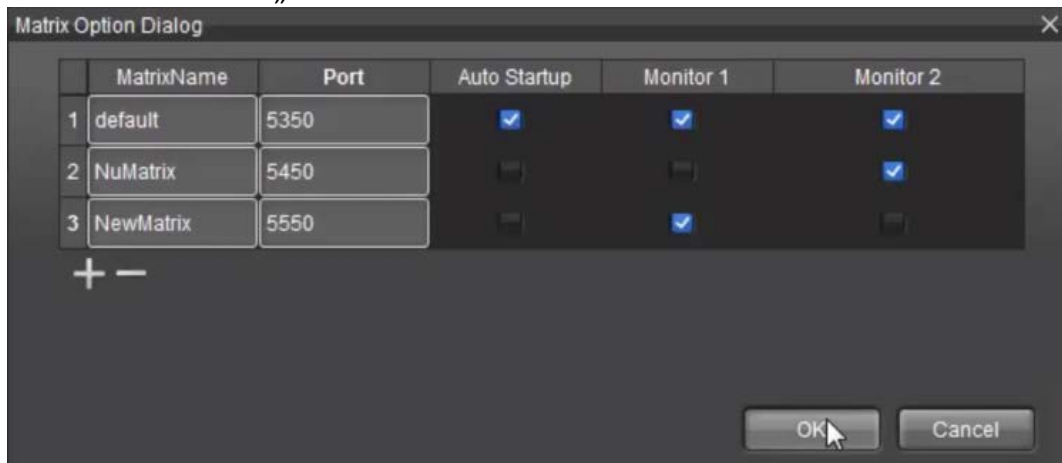 Matrix Option Dialog
MatrixName Port Auto Startup Monitor 1 Monitor 2
1 default 5350
2 NuMatrix 5450
3 NewMatrix 5550
OK Cancel